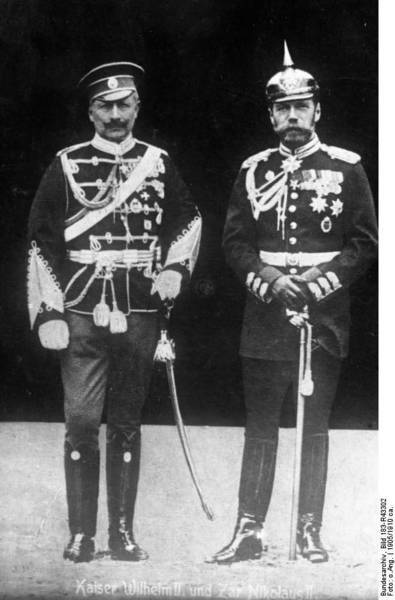 Kaiser Wilhelm II. und Zar Nikolaus II.
Bundesarchiv, Bild 183-R43302
Foto: o.Ang. | 1905/1910 ca.